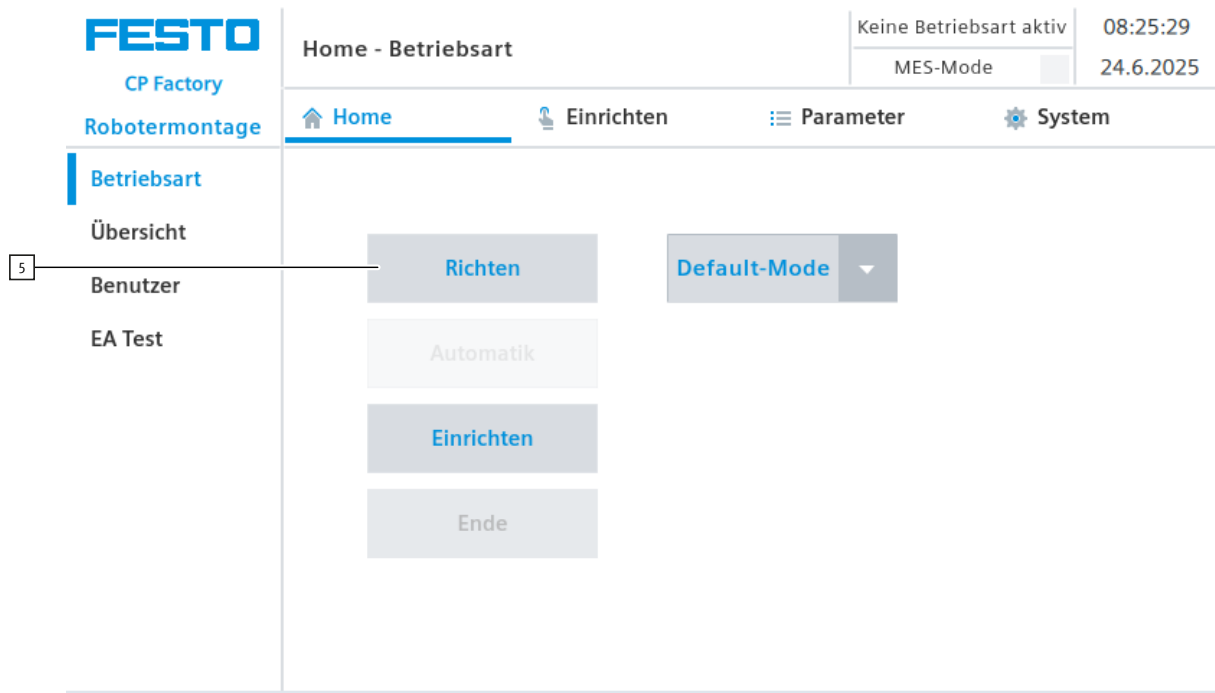 FESTO
CP Factory
Robotermontage
Home - Betriebsart
Keine Betriebsart aktiv
MES-Mode
08:25:29
24.6.2025
Home
Einrichten
Parameter
System
Betriebsart
Übersicht
Benutzer
EA Test
5
Richten
Default-Mode
Automatik
Einrichten
Ende